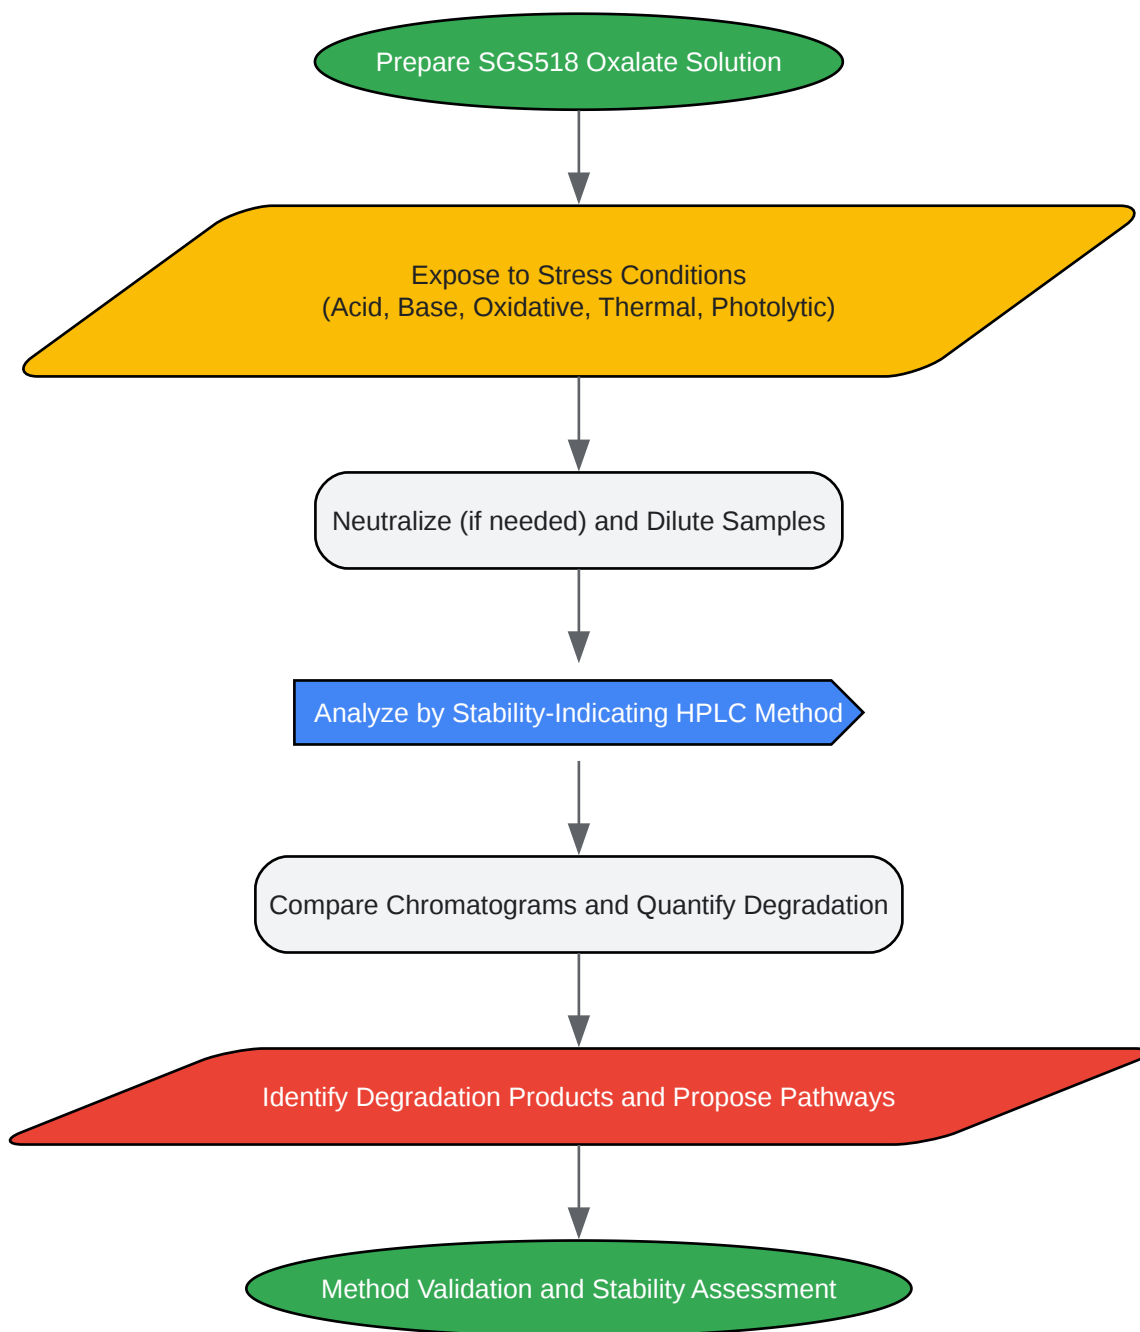 Prepare SGS518 Oxalate Solution
Expose to Stress Conditions
(Acid, Base, Oxidative, Thermal, Photolytic)
Neutralize (if needed) and Dilute Samples
Analyze by Stability-Indicating HPLC Method
Compare Chromatograms and Quantify Degradation
Identify Degradation Products and Propose Pathways
Method Validation and Stability Assessment